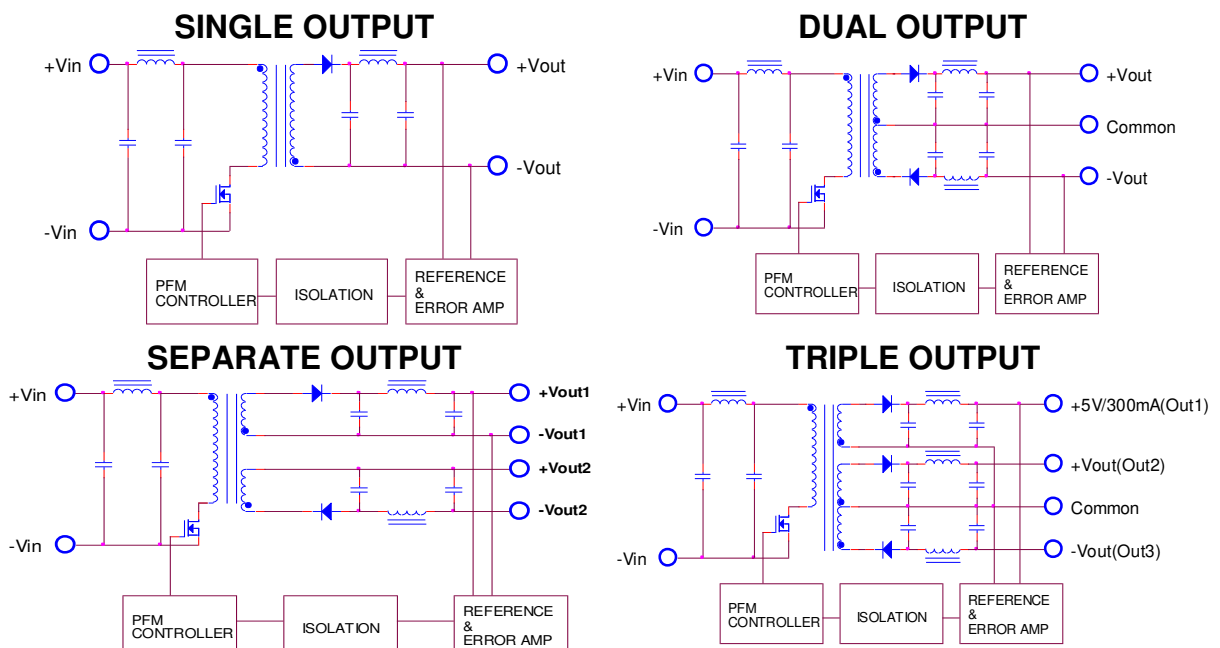 SINGLE OUTPUT
+Vin
+Vout
-Vout
-Vin
PFM
CONTROLLER
ISOLATION
REFERENCE
&
ERROR AMP
DUAL OUTPUT
+Vin
+Vout
Common
-Vout
-Vin
PFM
CONTROLLER
ISOLATION
REFERENCE
&
ERROR AMP
SEPARATE OUTPUT
+Vin
+Vout1
-Vout1
+Vout2
-Vout2
-Vin
PFM
CONTROLLER
ISOLATION
REFERENCE
&
ERROR AMP
TRIPLE OUTPUT
+Vin
+5V/300mA(Out1)
+Vout(Out2)
Common
-Vout(Out3)
-Vin
PFM
CONTROLLER
ISOLATION
REFERENCE
&
ERROR AMP